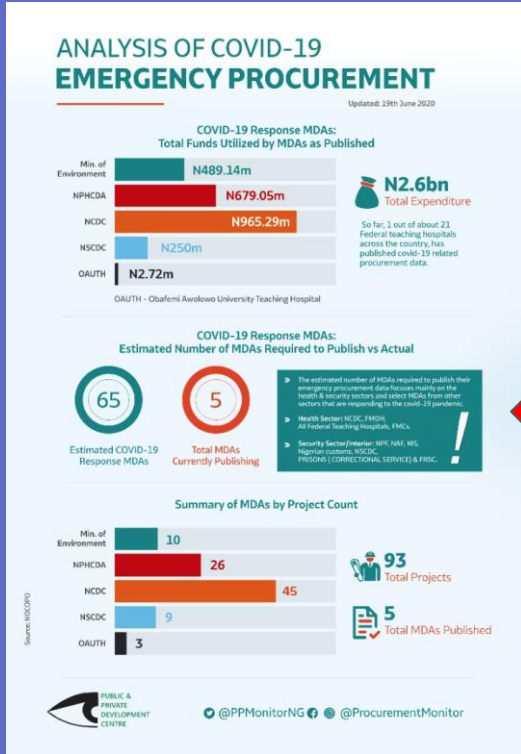 ANALYSIS OF COVID-19
EMERGENCY PROCUREMENT
Updated: 19th June 2020
COVID-19 Response MDAs:
Total Funds Utilized by MDAs as Published
Min. of
Environment
N489.14m
NPHCDA
N679.05m
NCDC
N965.29m
NSCDC
N250m
OAUTH
N2.72m
OAUTH - Obafemi Awolowo University Teaching Hospital
N2.6bn
Total Expenditure
So far, 1 out of about 21
Federal teaching hospitals
across the country, has
published covid-19 related
procurement data.
COVID-19 Response MDAs:
Estimated Number of MDAs Required to Publish vs Actual
65
Estimated COVID-19
Response MDAs
5
Total MDAs
Currently Publishing
» The estimated number of MDAs required to publish their
emergency procurement data focuses mainly on the
health & security sectors and select MDAs from other
sectors that are responding to the covid-19 pandemic.
» Health Sector: NCDC, FMOH,
All Federal Teaching Hospitals, FMCs.
» Security Sector/Interior: NPF, NAF, NIS,
Nigerian customs, NSCDC,
PRISONS ( CORRECTIONAL SERVICE) & FRSC.
!
Summary of MDAs by Project Count
Min. of
Environment
10
NPHCDA
26
NCDC
45
NSCDC
9
OAUTH
3
93
Total Projects
5
Total MDAs Published
Source: NOCOPO
PUBLIC &
PRIVATE
DEVELOPMENT
CENTRE
@PPMonitorNG @ProcurementMonitor